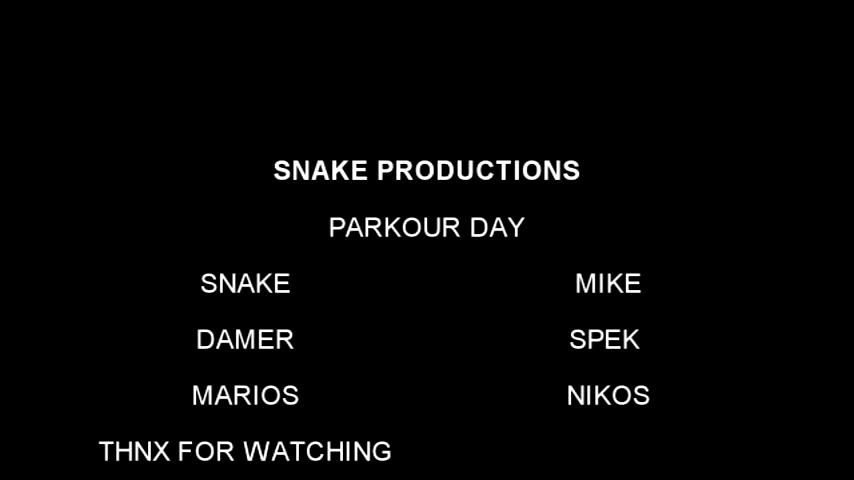 SNAKE PRODUCTIONS
PARKOUR DAY
SNAKE MIKE
DAMER SPEK
MARIOS NIKOS
THNX FOR WATCHING